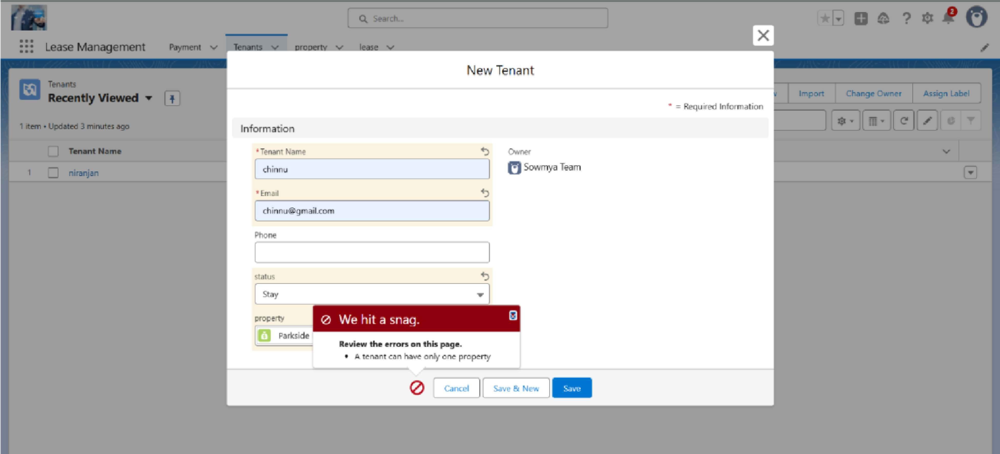 Search...
2
Lease Management
Payment
Tenants
property
lease
New Tenant
Tenants
Recently Viewed
Import
Change Owner
Assign Label
* = Required Information
1 item • Updated 3 minutes ago
Information
Tenant Name
1
niranjan
* Tenant Name
chinnu
Owner
Sowmya Team
* Email
chinnu@gmail.com
Phone
status
Stay
property
Parkside
We hit a snag.
Review the errors on this page.
• A tenant can have only one property
Cancel
Save & New
Save